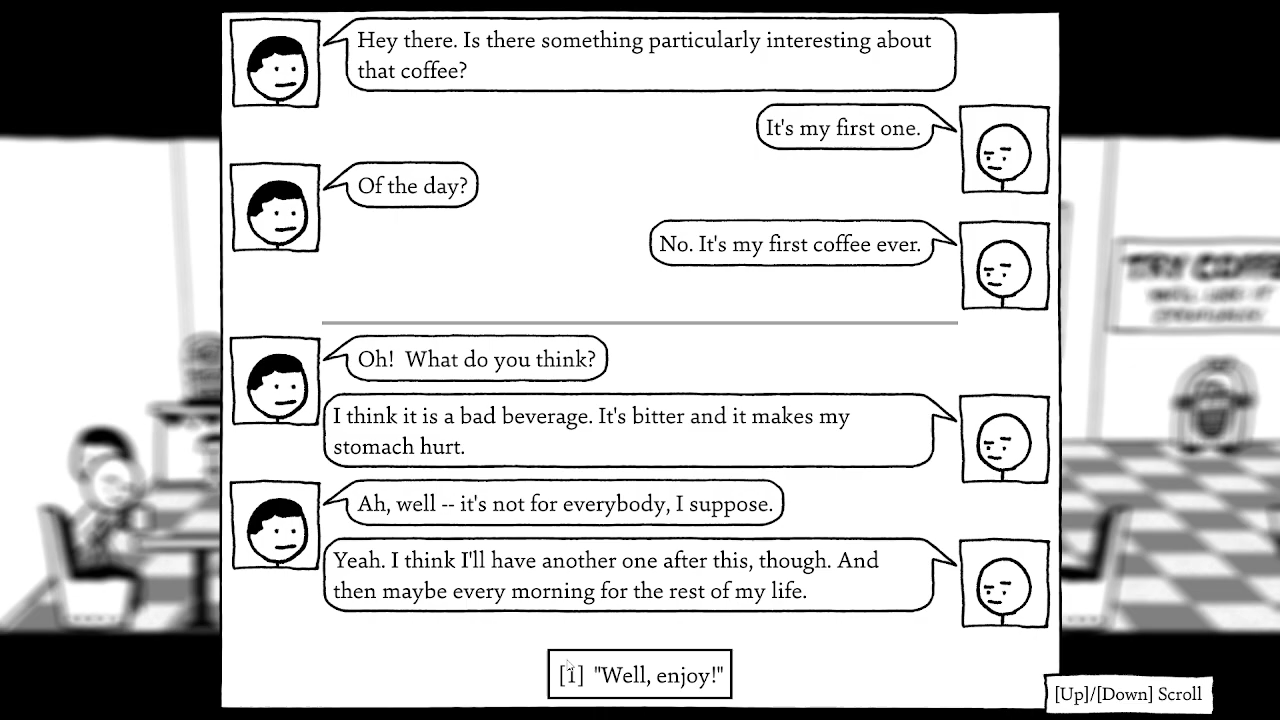 Hey there. Is there something particularly interesting about
that coffee?
It's my first one.
Of the day?
No. It's my first coffee ever.
Oh!  What do you think?
I think it is a bad beverage. It's bitter and it makes my
stomach hurt.
Ah, well -- it's not for everybody, I suppose.
Yeah. I think I'll have another one after this, though. And
then maybe every morning for the rest of my life.
TRY COFFE
[1] "Well, enjoy!"
[Up]/[Down] Scroll